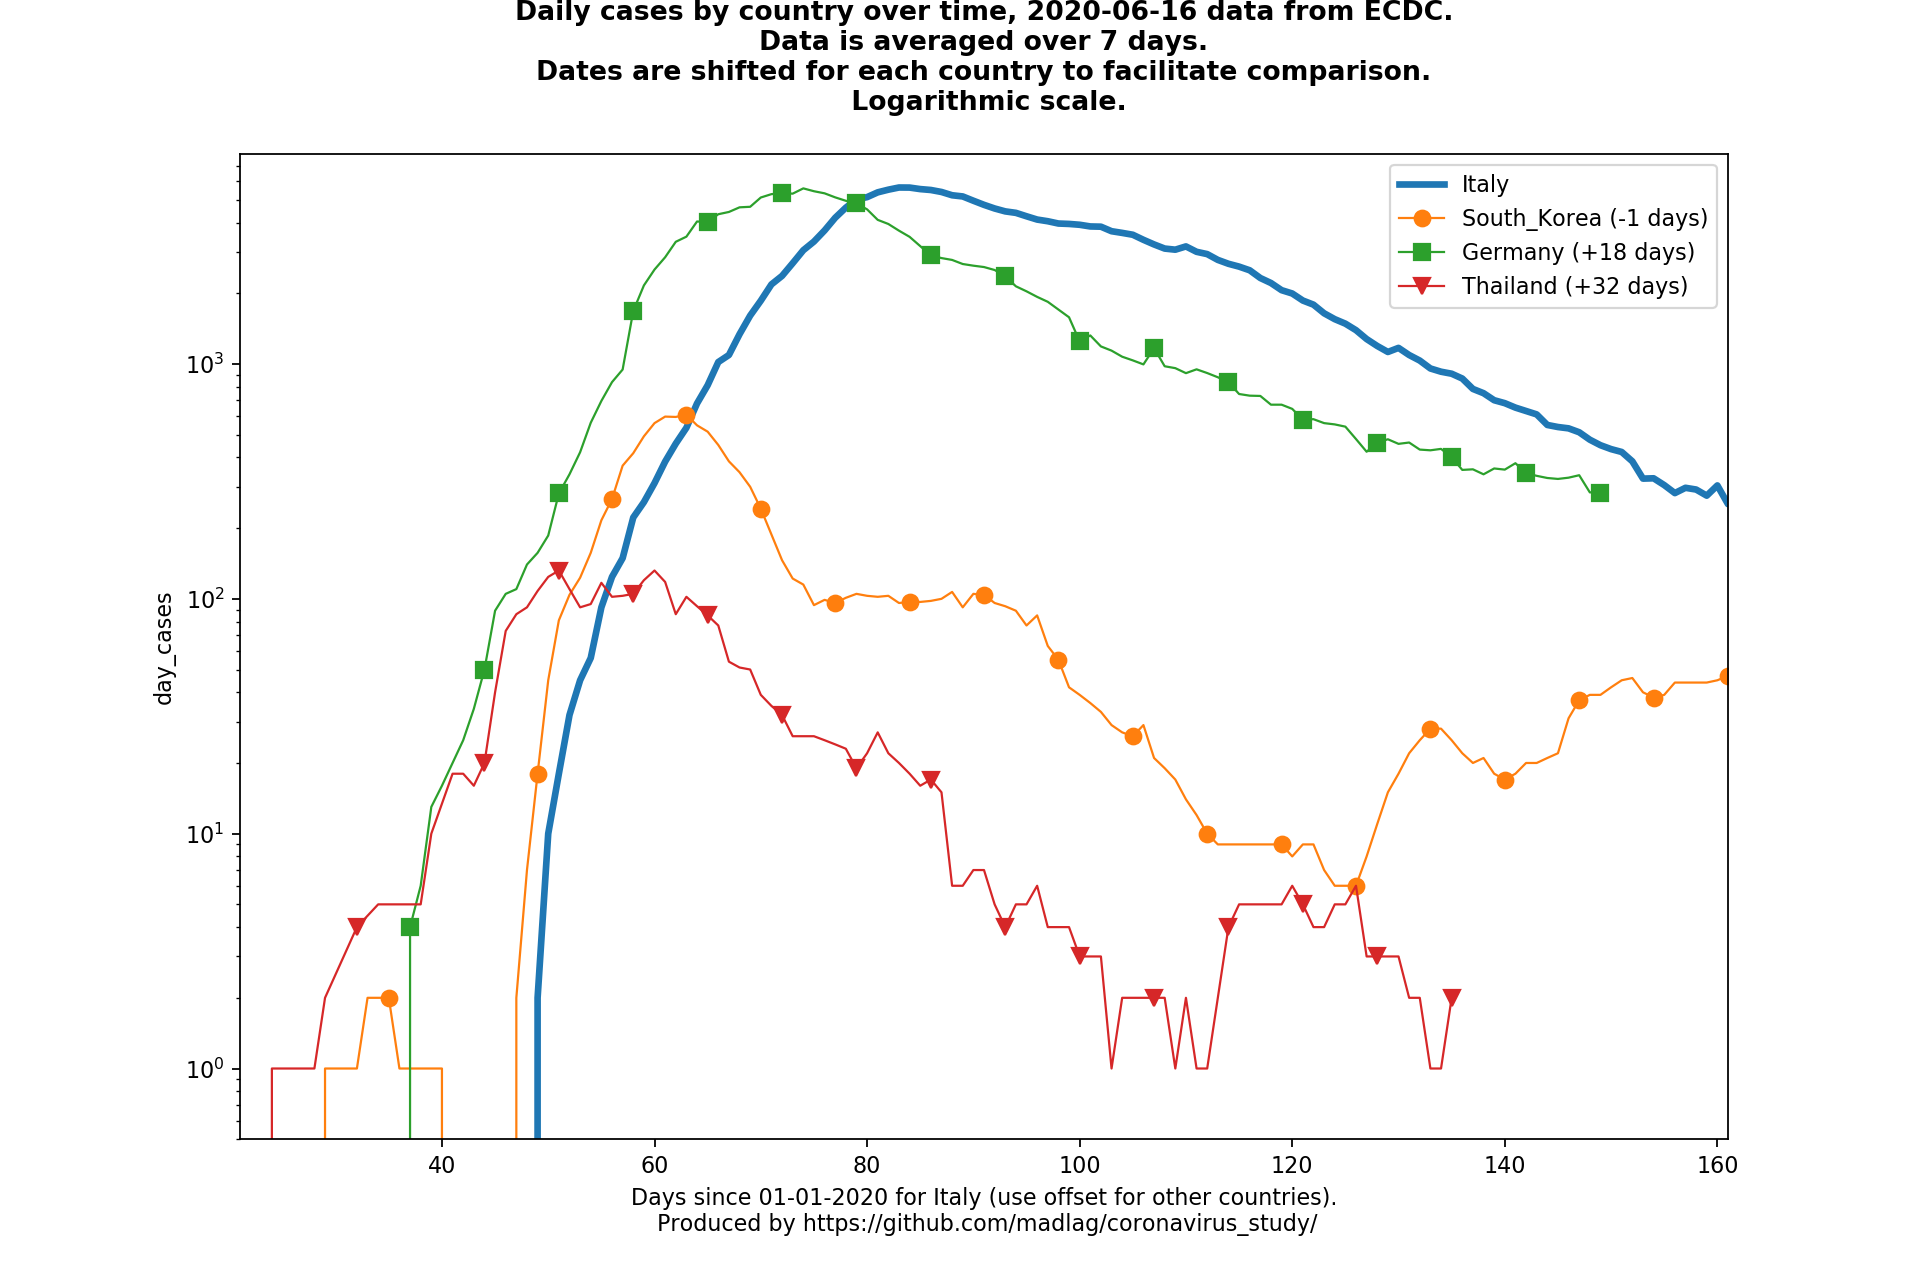 Daily cases by country over time, 2020-06-16 data from ECDC.
Data is averaged over 7 days.
Dates are shifted for each country to facilitate comparison.
Logarithmic scale.
Italy
South_Korea (-1 days)
Germany (+18 days)
Thailand (+32 days)
day_cases
10³
10²
10¹
10⁰
40 60 80 100 120 140 160
Days since 01-01-2020 for Italy (use offset for other countries).
Produced by https://github.com/madlag/coronavirus_study/